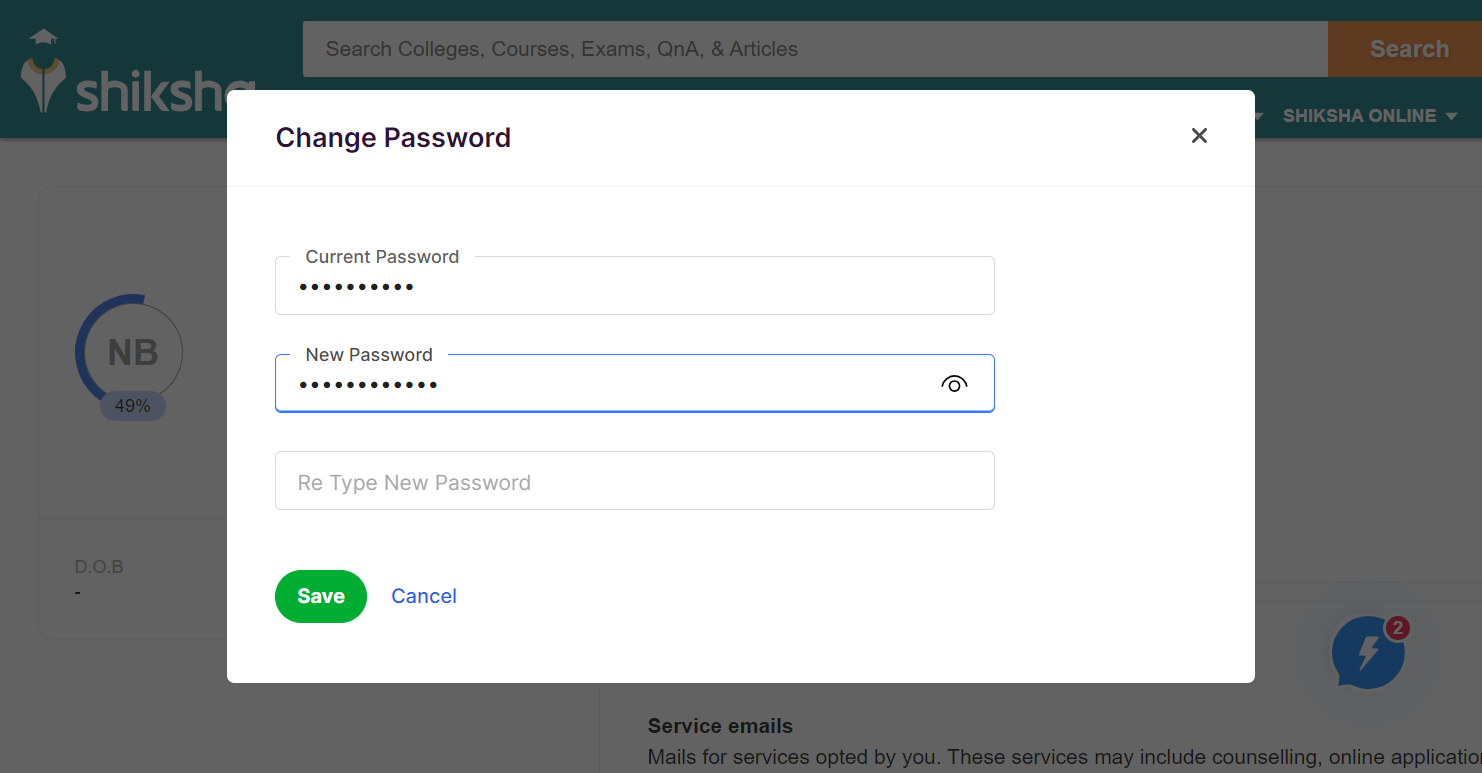 Search Colleges, Courses, Exams, QnA, & Articles
Search
shiksha
SHIKSHA ONLINE
Change Password
Current Password
••••••••••
New Password
••••••••••••
Re Type New Password
Save
Cancel
NB
49%
D.O.B
-
2
Service emails
Mails for services opted by you. These services may include counselling, online